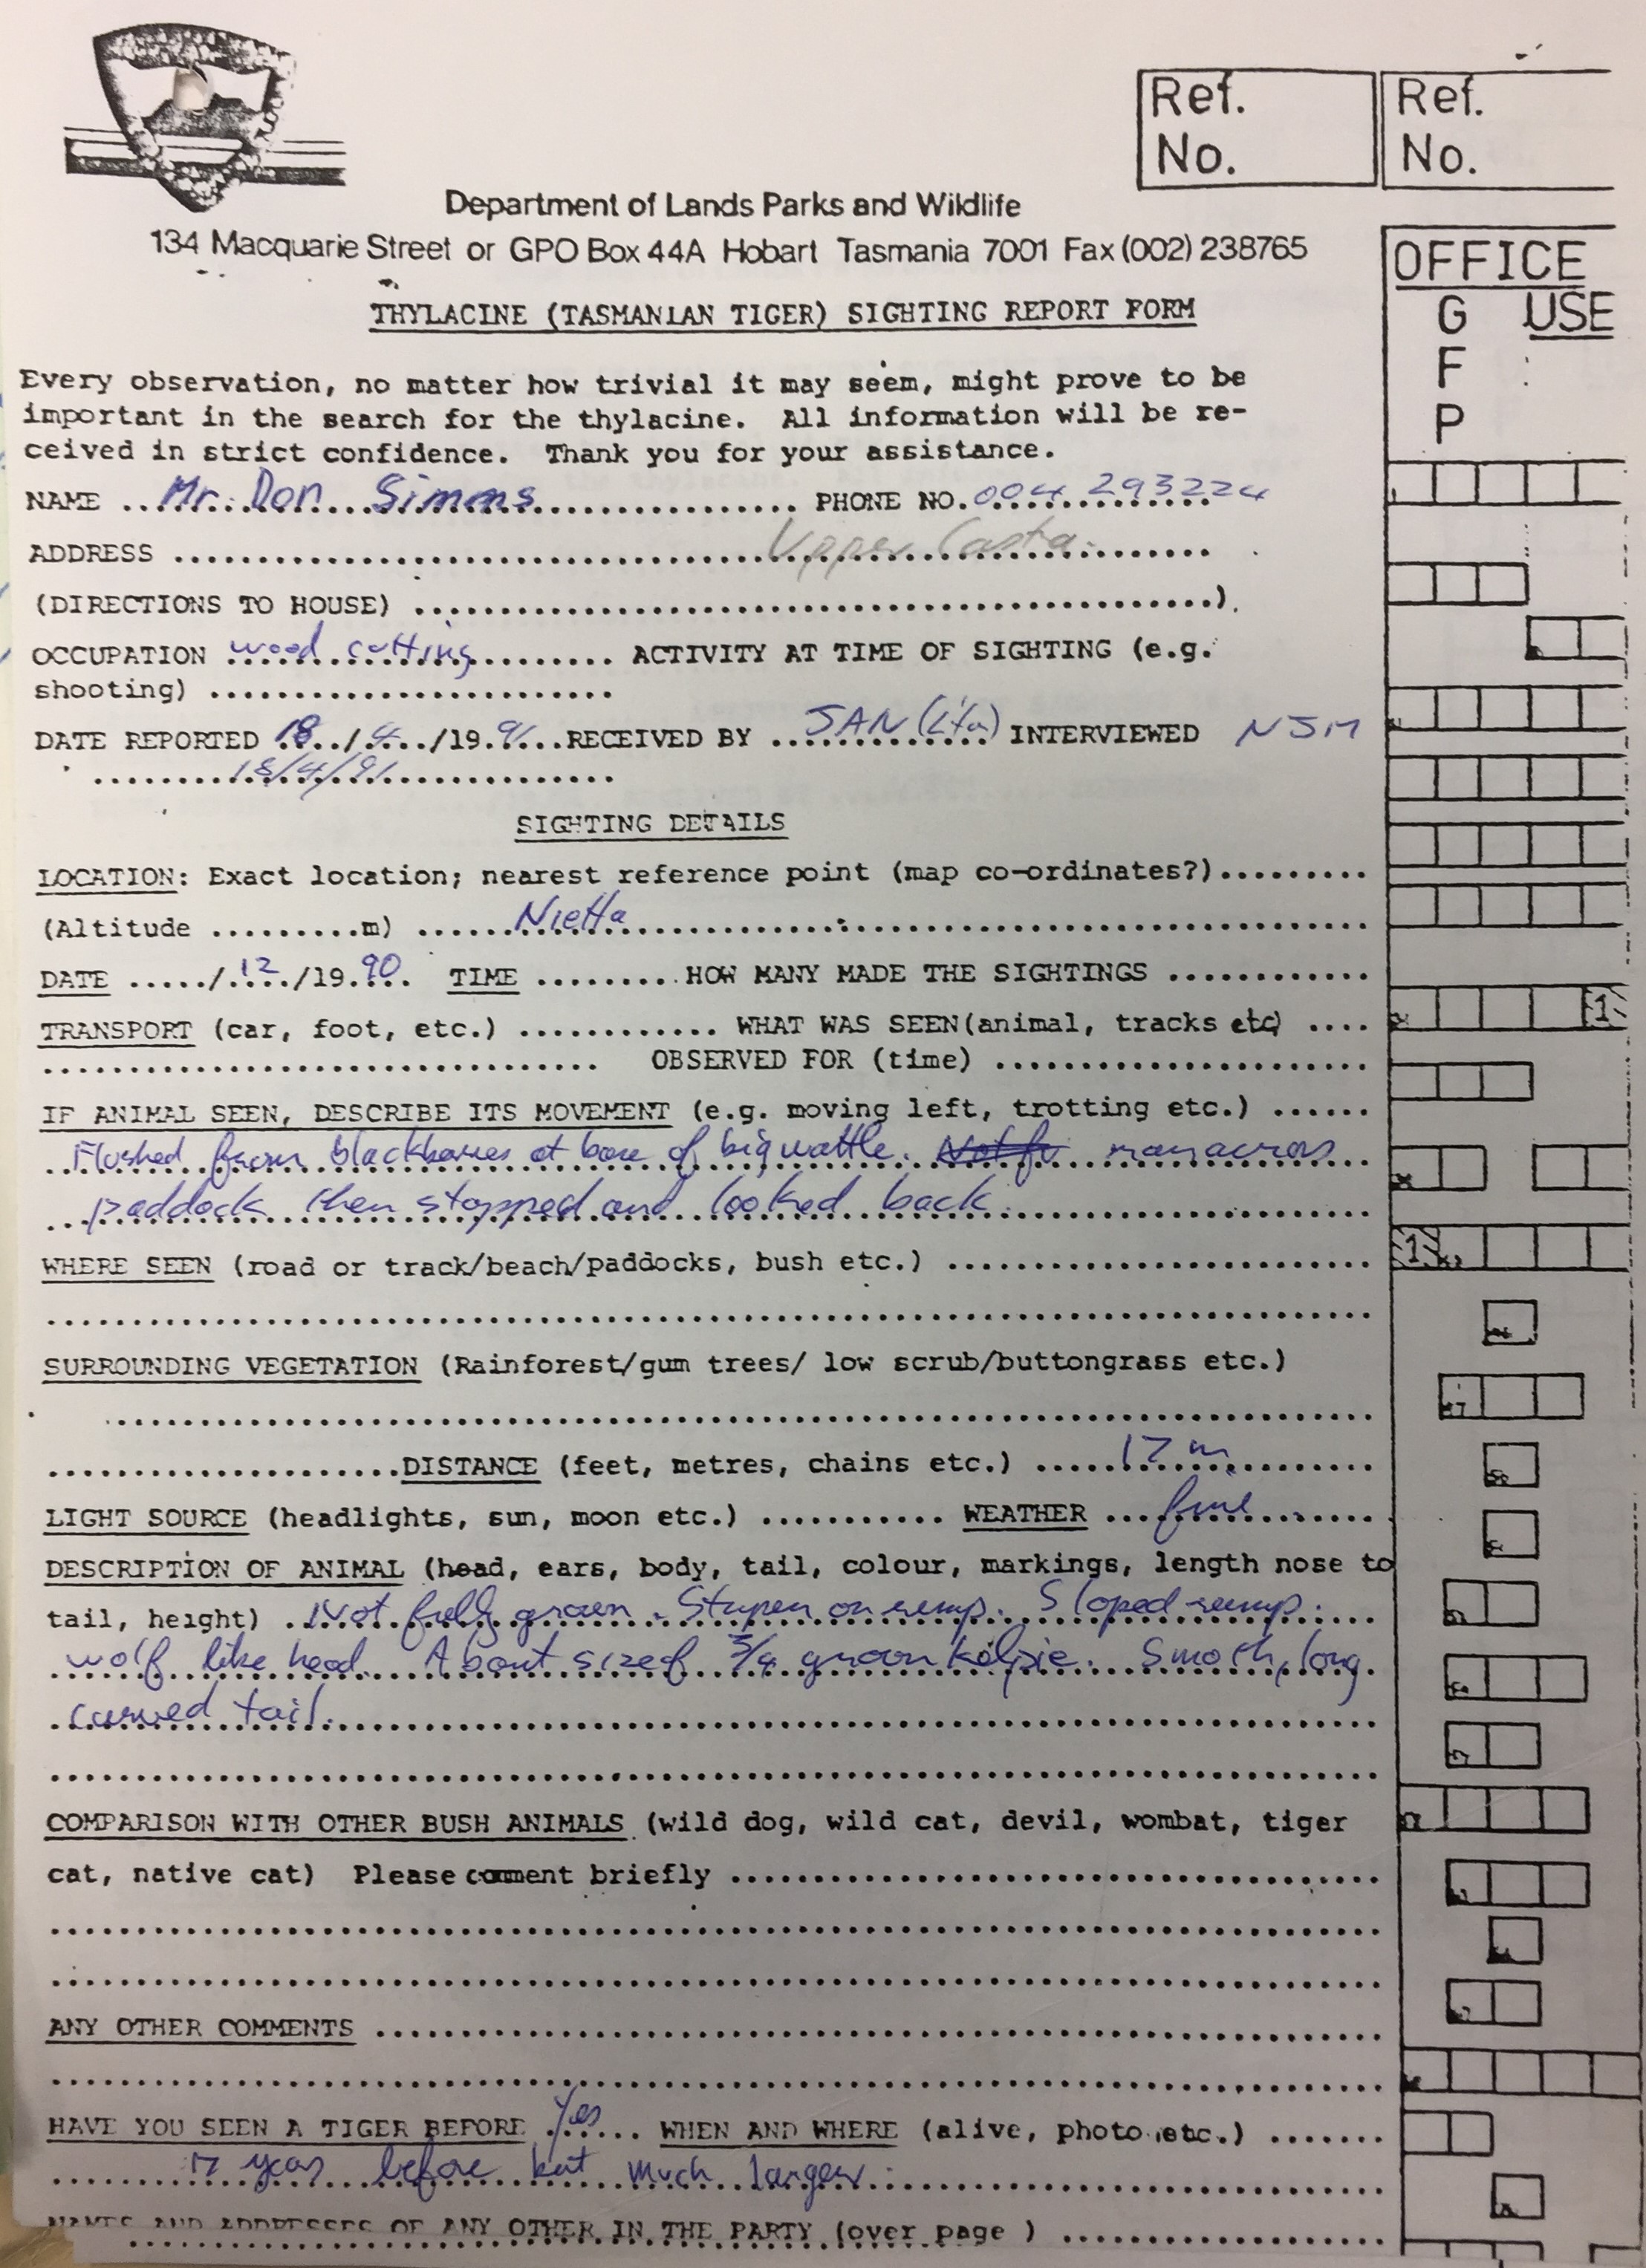 Ref. No.
Ref. No.
Department of Lands Parks and Wildlife
134 Macquarie Street or GPO Box 44A Hobart Tasmania 7001 Fax (002) 238765
OFFICE USE
G
F
P
THYLACINE (TASMANIAN TIGER) SIGHTING REPORT FORM
Every observation, no matter how trivial it may seem, might prove to be
important in the search for the thylacine. All information will be re-
ceived in strict confidence. Thank you for your assistance.
NAME ... Mr. Don Simms ... PHONE NO. 004 293224
ADDRESS ... Upper Casta.
(DIRECTIONS TO HOUSE) ...).
OCCUPATION wood cutting ... ACTIVITY AT TIME OF SIGHTING (e.g.
shooting) ...
DATE REPORTED 18 / 4 /19.91 RECEIVED BY ... INTERVIEWED NJM
18/4/91
SIGHTING DETAILS
LOCATION: Exact location; nearest reference point (map co-ordinates?)...
(Altitude ...m) ... Nietta ...
DATE ..../.12./19.90. TIME ... HOW MANY MADE THE SIGHTINGS ...
TRANSPORT (car, foot, etc.) ... WHAT WAS SEEN(animal, tracks etc) ....
... OBSERVED FOR (time) ...
IF ANIMAL SEEN, DESCRIBE ITS MOVEMENT (e.g. moving left, trotting etc.) ...
Flushed from blackberries at base of big wattle. across
paddock then stopped and looked back.
WHERE SEEN (road or track/beach/paddocks, bush etc.) ...
SURROUNDING VEGETATION (Rainforest/gum trees/ low scrub/buttongrass etc.)
DISTANCE (feet, metres, chains etc.) ... 17 m.
LIGHT SOURCE (headlights, sun, moon etc.) ... WEATHER ... fine ...
DESCRIPTION OF ANIMAL (head, ears, body, tail, colour, markings, length nose to
tail, height) . Not fully grown. Stripes on rump. Sloped rump.
wolf like head. About size of 3/4 grown kelpie. Smooth, long
curved tail.
COMPARISON WITH OTHER BUSH ANIMALS (wild dog, wild cat, devil, wombat, tiger
cat, native cat) Please comment briefly ...
ANY OTHER COMMENTS ...
HAVE YOU SEEN A TIGER BEFORE Yes ... WHEN AND WHERE (alive, photo etc.) ...
17 years before but much larger.
NAMES AND ADDRESSES OF ANY OTHER IN THE PARTY (over page ) ...